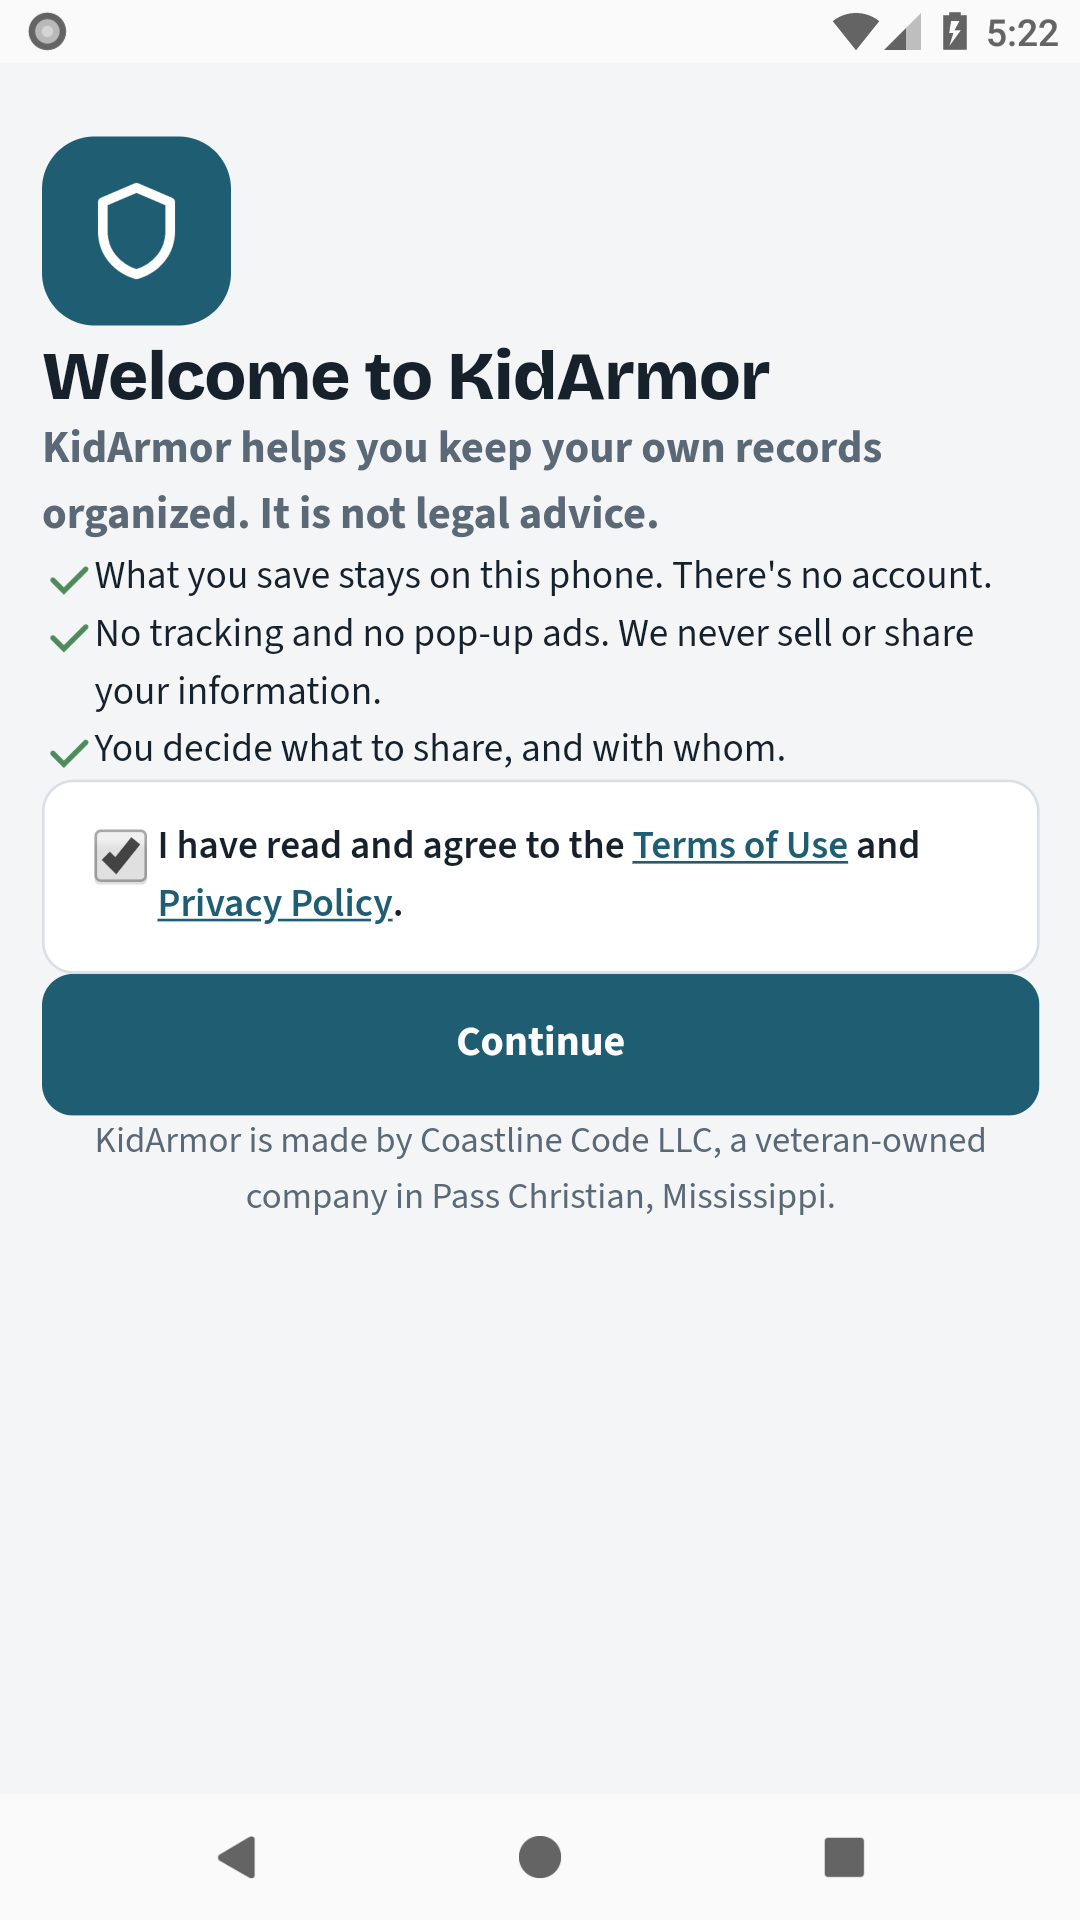 5:22
Welcome to KidArmor
KidArmor helps you keep your own records
organized. It is not legal advice.
What you save stays on this phone. There's no account.
No tracking and no pop-up ads. We never sell or share
your information.
You decide what to share, and with whom.
I have read and agree to the Terms of Use and
Privacy Policy.
Continue
KidArmor is made by Coastline Code LLC, a veteran-owned
company in Pass Christian, Mississippi.